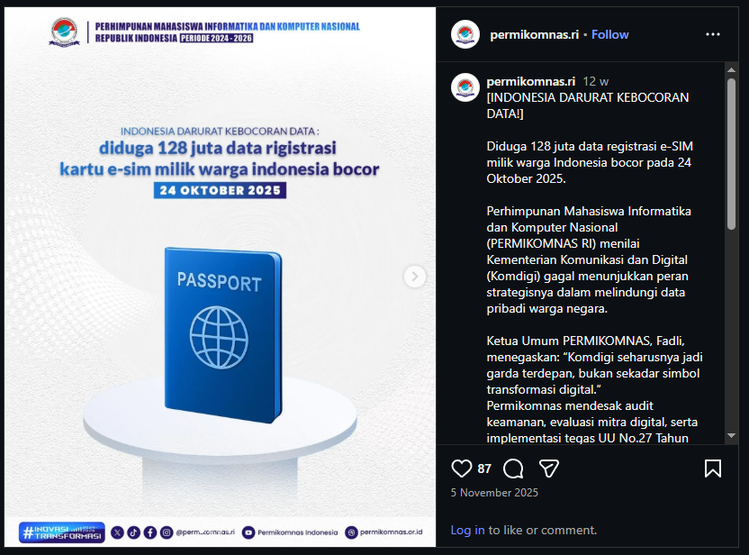 PERHIMPUNAN MAHASISWA INFORMATIKA DAN KOMPUTER NASIONAL
REPUBLIK INDONESIA PERIODE 2024 - 2026
INDONESIA DARURAT KEBOCORAN DATA :
diduga 128 juta data rigistrasi
kartu e-sim milik warga indonesia bocor
24 OKTOBER 2025
PASSPORT
#INOVASI
TRANSFORMASI
Permikomnas Indonesia
permikomnas.or.id
permikomnas.ri • Follow
permikomnas.ri 12 w
[INDONESIA DARURAT KEBOCORAN
DATA!]
Diduga 128 juta data registrasi e-SIM
milik warga Indonesia bocor pada 24
Oktober 2025.
Perhimpunan Mahasiswa Informatika
dan Komputer Nasional
(PERMIKOMNAS RI) menilai
Kementerian Komunikasi dan Digital
(Komdigi) gagal menunjukkan peran
strategisnya dalam melindungi data
pribadi warga negara.
Ketua Umum PERMIKOMNAS, Fadli,
menegaskan: “Komdigi seharusnya jadi
garda terdepan, bukan sekadar simbol
transformasi digital.”
Permikomnas mendesak audit
keamanan, evaluasi mitra digital, serta
implementasi tegas UU No.27 Tahun
87
5 November 2025
Log in to like or comment.